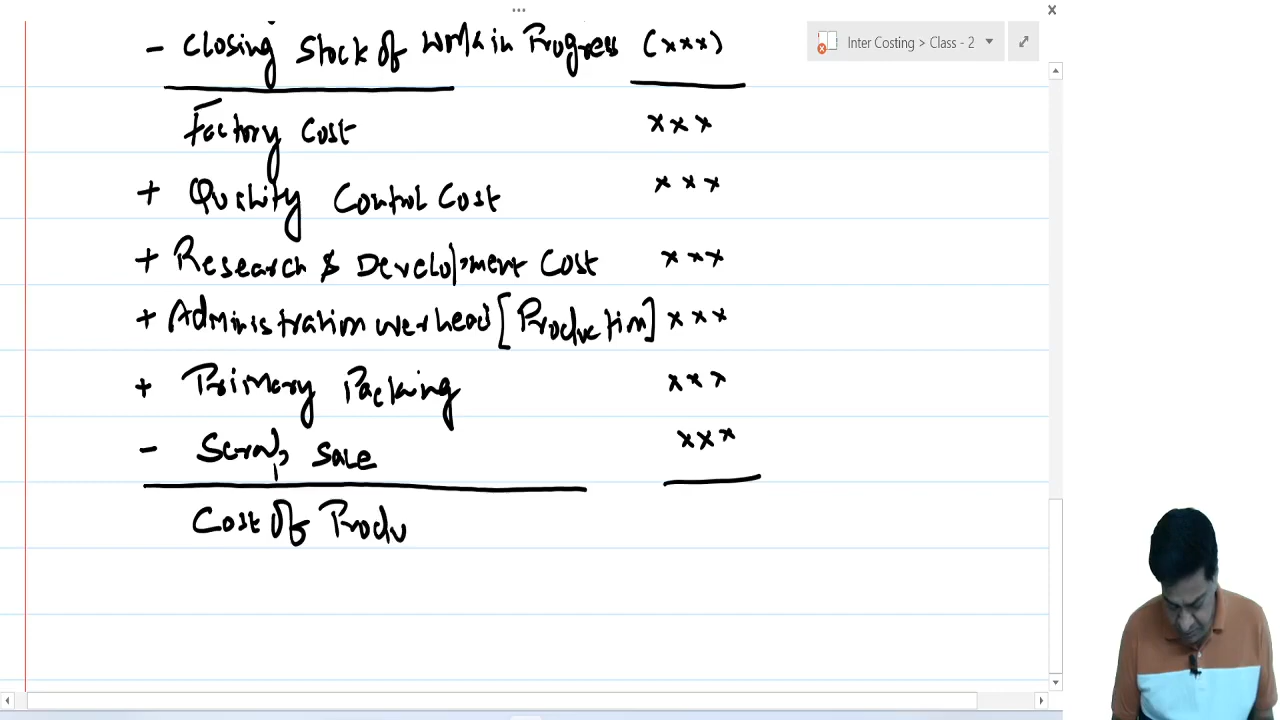 Inter Costing > Class - 2
- Closing Stock of Work in Progress (xxx)
Factory Cost xxx
+ Quality Control Cost xxx
+ Research & Development Cost xxx
+ Administration overhead [Production] xxx
+ Primary Packing xxx
- Scrap Sale xxx
Cost Of Produ